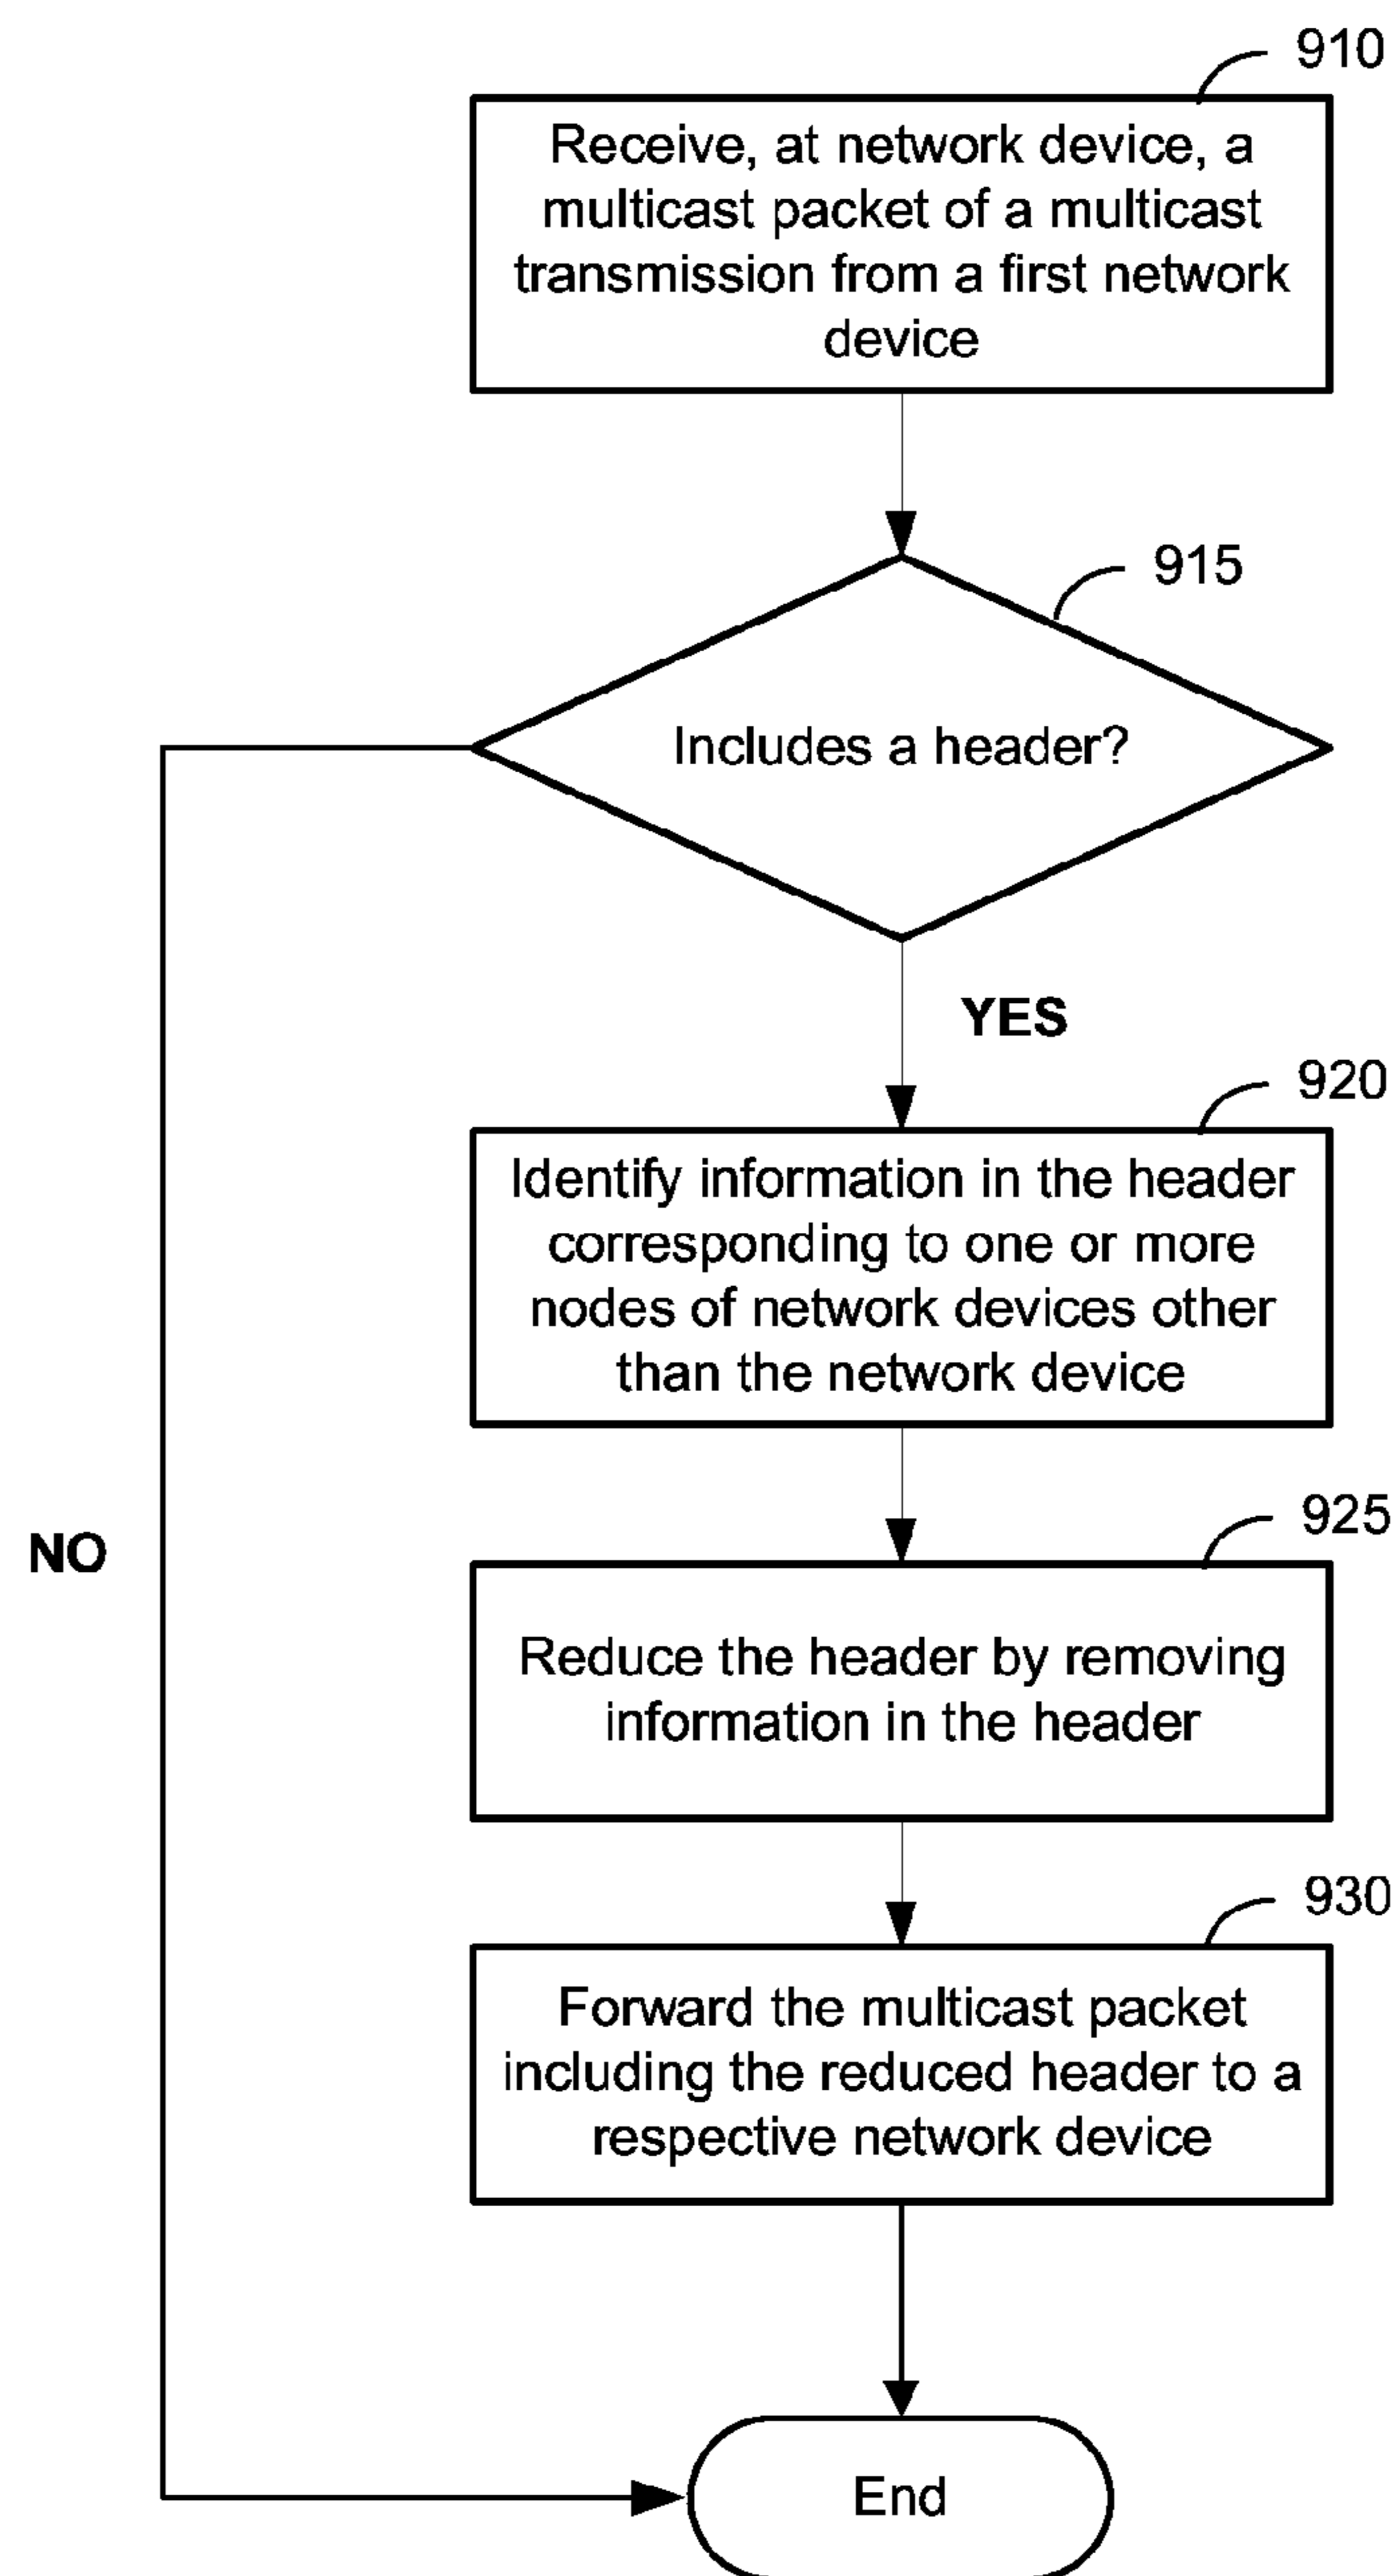 910
Receive, at network device, a
multicast packet of a multicast
transmission from a first network
device
915
Includes a header?
YES
920
Identify information in the header
corresponding to one or more
nodes of network devices other
than the network device
925
NO
Reduce the header by removing
information in the header
930
Forward the multicast packet
including the reduced header to a
respective network device
End